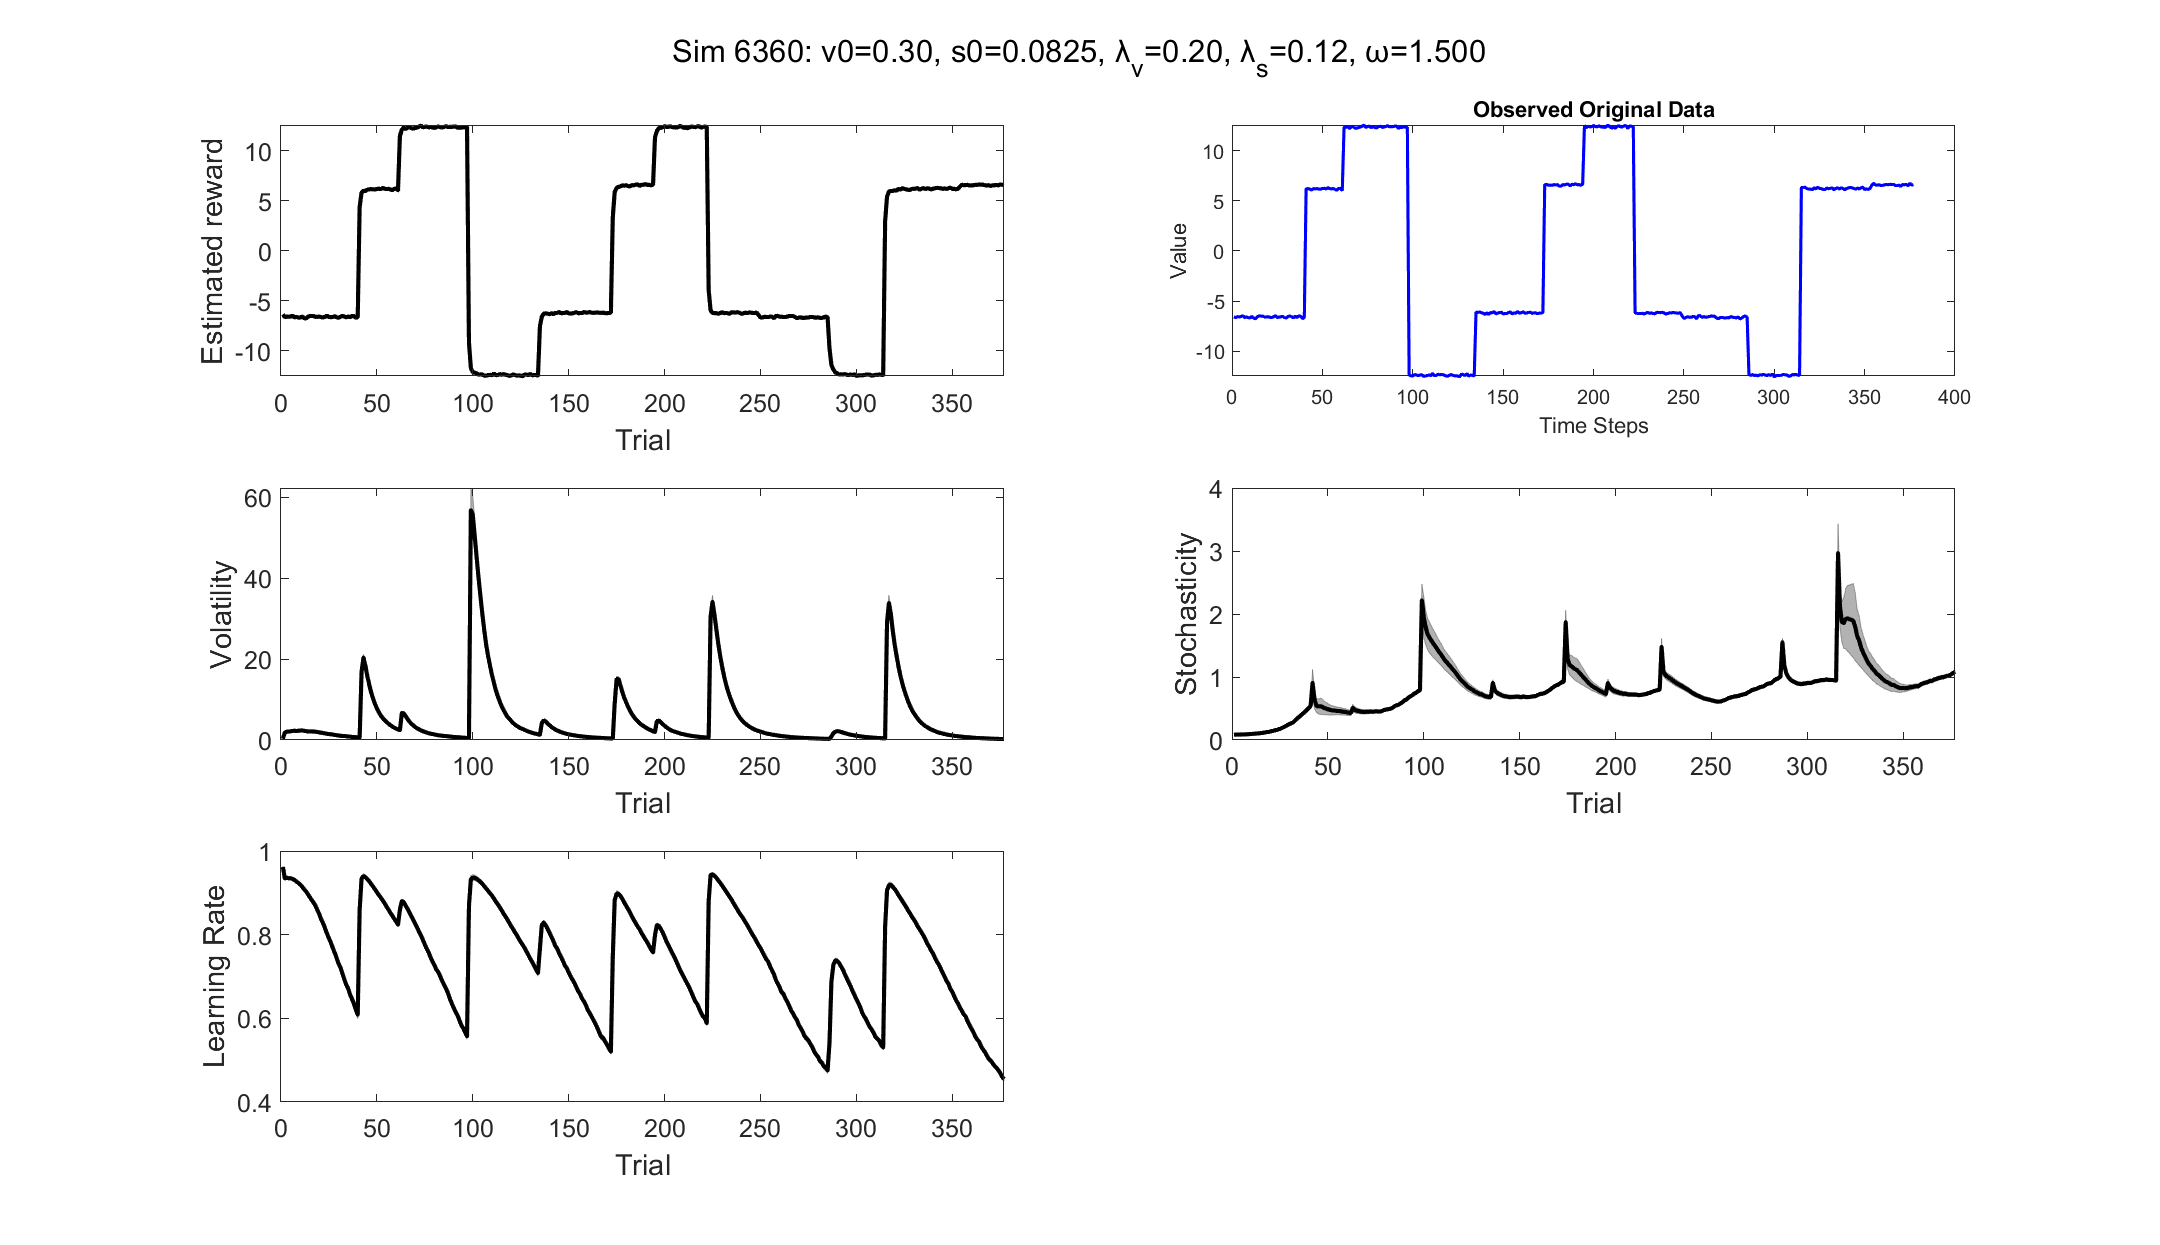 Sim 6360: v0=0.30, s0=0.0825, λv=0.20, λs=0.12, ω=1.500
Estimated reward
10
5
0
-5
-10
0 50 100 150 200 250 300 350
Trial
Observed Original Data
Value
10
5
0
-5
-10
0 50 100 150 200 250 300 350 400
Time Steps
Volatility
60
40
20
0
0 50 100 150 200 250 300 350
Trial
Stochasticity
4
3
2
1
0
0 50 100 150 200 250 300 350
Trial
Learning Rate
1
0.8
0.6
0.4
0 50 100 150 200 250 300 350
Trial